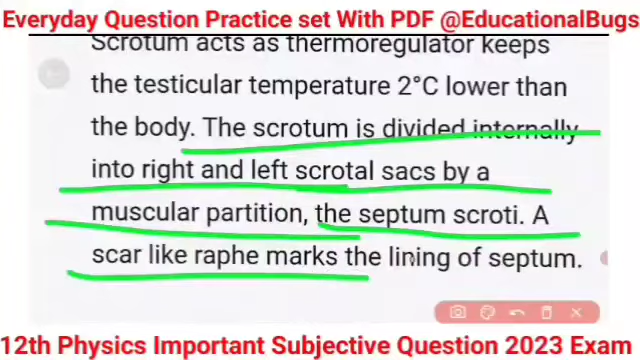 Everyday Question Practice set With PDF @EducationalBugs
Scrotum acts as thermoregulator keeps
the testicular temperature 2°C lower than
the body. The scrotum is divided internally
into right and left scrotal sacs by a
muscular partition, the septum scroti. A
scar like raphe marks the lining of septum.
12th Physics Important Subjective Question 2023 Exam